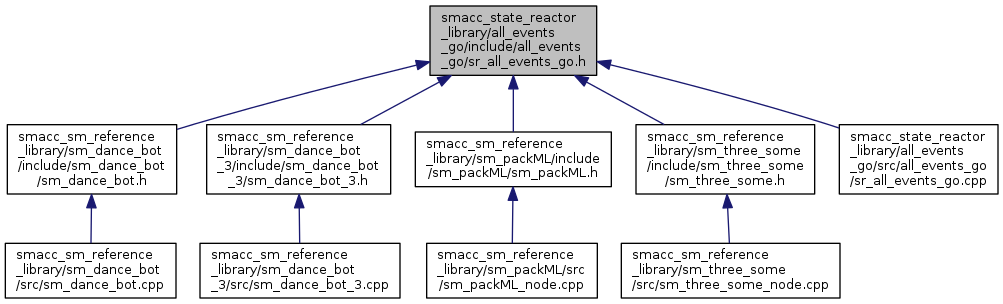 smacc_state_reactor
_library/all_events
_go/include/all_events
_go/sr_all_events_go.h
smacc_sm_reference
_library/sm_dance_bot
/include/sm_dance_bot
/sm_dance_bot.h
smacc_sm_reference
_library/sm_dance_bot
_3/include/sm_dance_bot
_3/sm_dance_bot_3.h
smacc_sm_reference
_library/sm_packML/include
/sm_packML/sm_packML.h
smacc_sm_reference
_library/sm_three_some
/include/sm_three_some
/sm_three_some.h
smacc_state_reactor
_library/all_events
_go/src/all_events_go
/sr_all_events_go.cpp
smacc_sm_reference
_library/sm_dance_bot
/src/sm_dance_bot.cpp
smacc_sm_reference
_library/sm_dance_bot
_3/src/sm_dance_bot_3.cpp
smacc_sm_reference
_library/sm_packML/src
/sm_packML_node.cpp
smacc_sm_reference
_library/sm_three_some
/src/sm_three_some_node.cpp